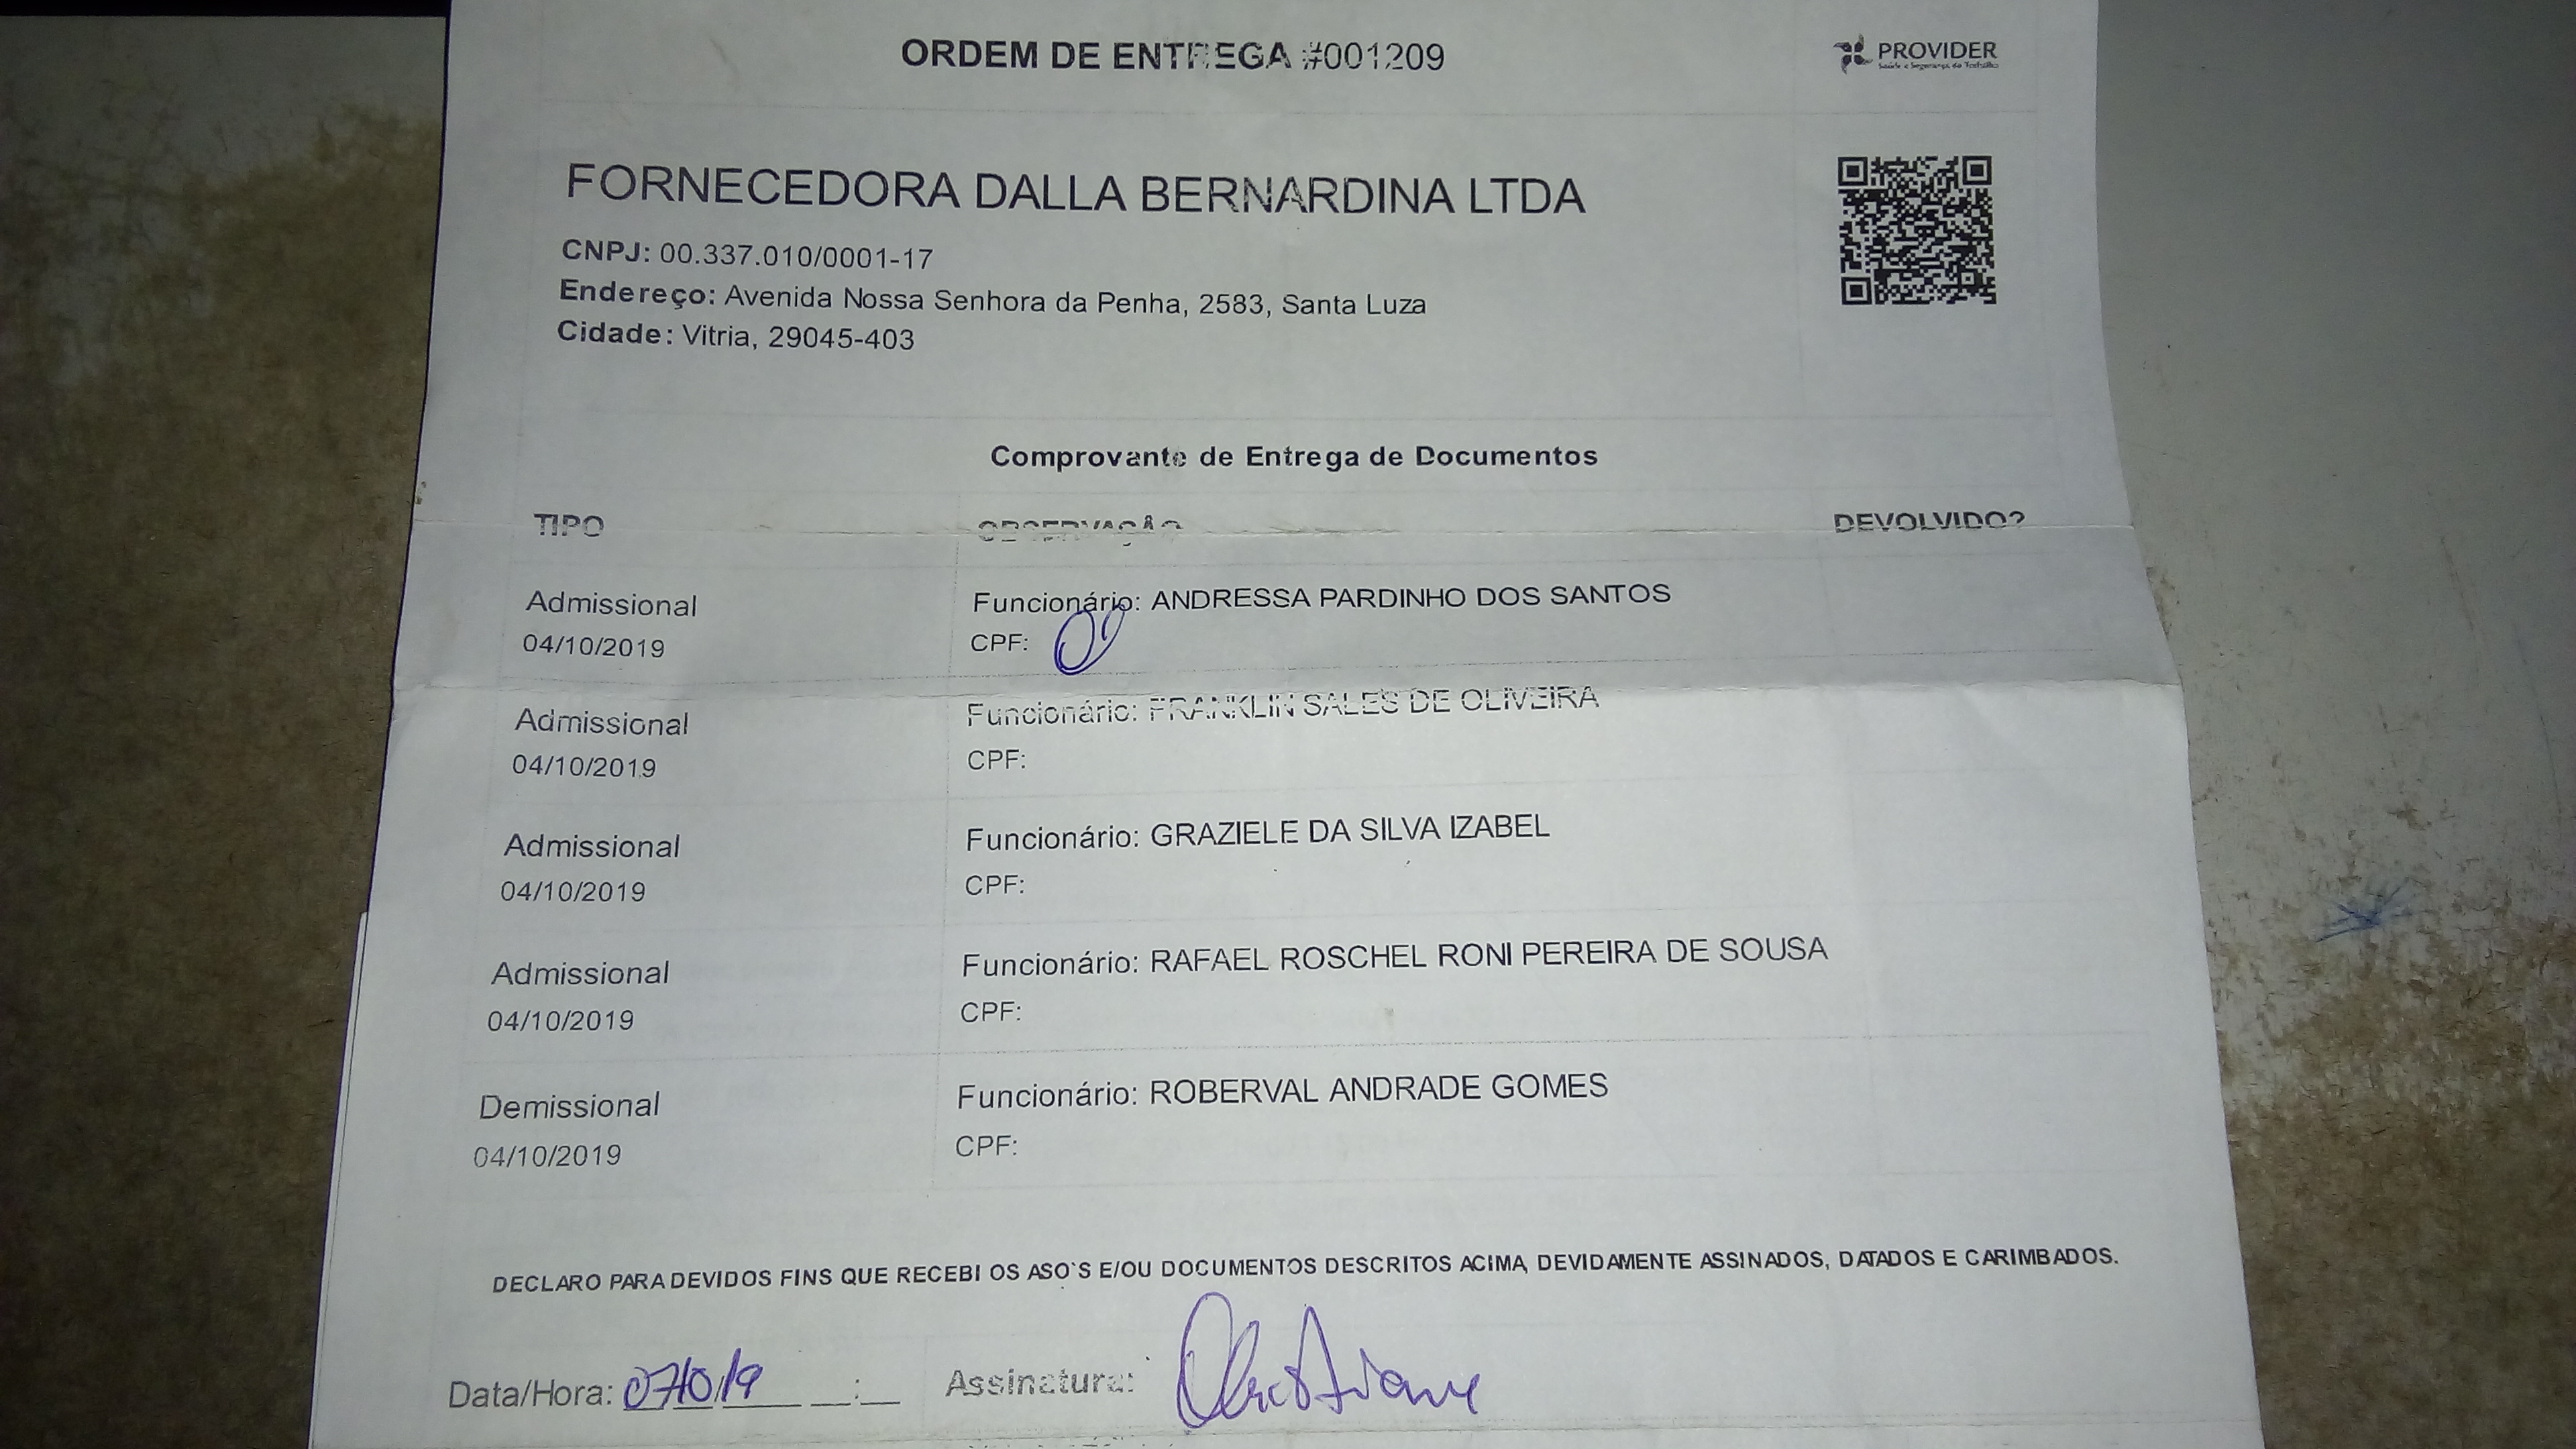 ORDEM DE ENTREGA #001209
PROVIDER
Saúde e Segurança do Trabalho
FORNECEDORA DALLA BERNARDINA LTDA
CNPJ: 00.337.010/0001-17
Endereço: Avenida Nossa Senhora da Penha, 2583, Santa Luza
Cidade: Vitria, 29045-403
Comprovante de Entrega de Documentos
TIPO OBSERVAÇÃO DEVOLVIDO?
Admissional Funcionário: ANDRESSA PARDINHO DOS SANTOS
04/10/2019 CPF:
Admissional Funcionário: FRANKLIN SALES DE OLIVEIRA
04/10/2019 CPF:
Admissional Funcionário: GRAZIELE DA SILVA IZABEL
04/10/2019 CPF:
Admissional Funcionário: RAFAEL ROSCHEL RONI PEREIRA DE SOUSA
04/10/2019 CPF:
Demissional Funcionário: ROBERVAL ANDRADE GOMES
04/10/2019 CPF:
DECLARO PARA DEVIDOS FINS QUE RECEBI OS ASO`S E/OU DOCUMENTOS DESCRITOS ACIMA, DEVIDAMENTE ASSINADOS, DATADOS E CARIMBADOS.
Data/Hora: 07/10/19 __:__ Assinatura: Cristiane